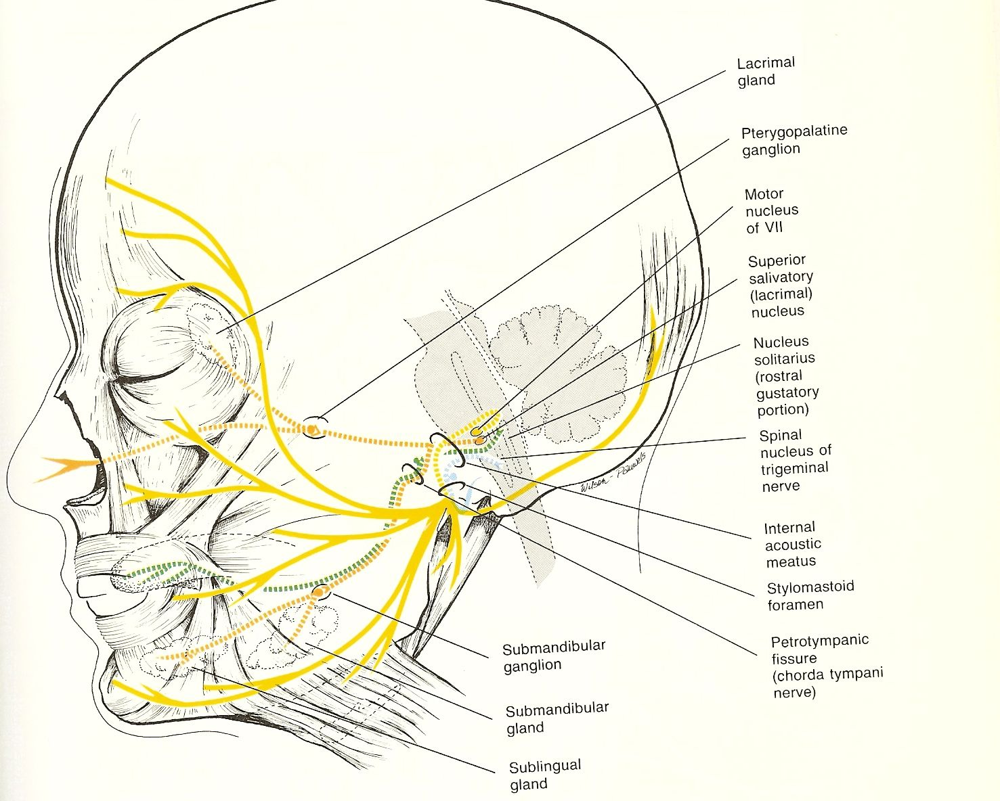 Lacrimal
gland
Pterygopalatine
ganglion
Motor
nucleus
of VII
Superior
salivatory
(lacrimal)
nucleus
Nucleus
solitarius
(rostral
gustatory
portion)
Spinal
nucleus of
trigeminal
nerve
Wilson-Pauwels
Internal
acoustic
meatus
Stylomastoid
foramen
Petrotympanic
fissure
(chorda tympani
nerve)
Submandibular
ganglion
Submandibular
gland
Sublingual
gland